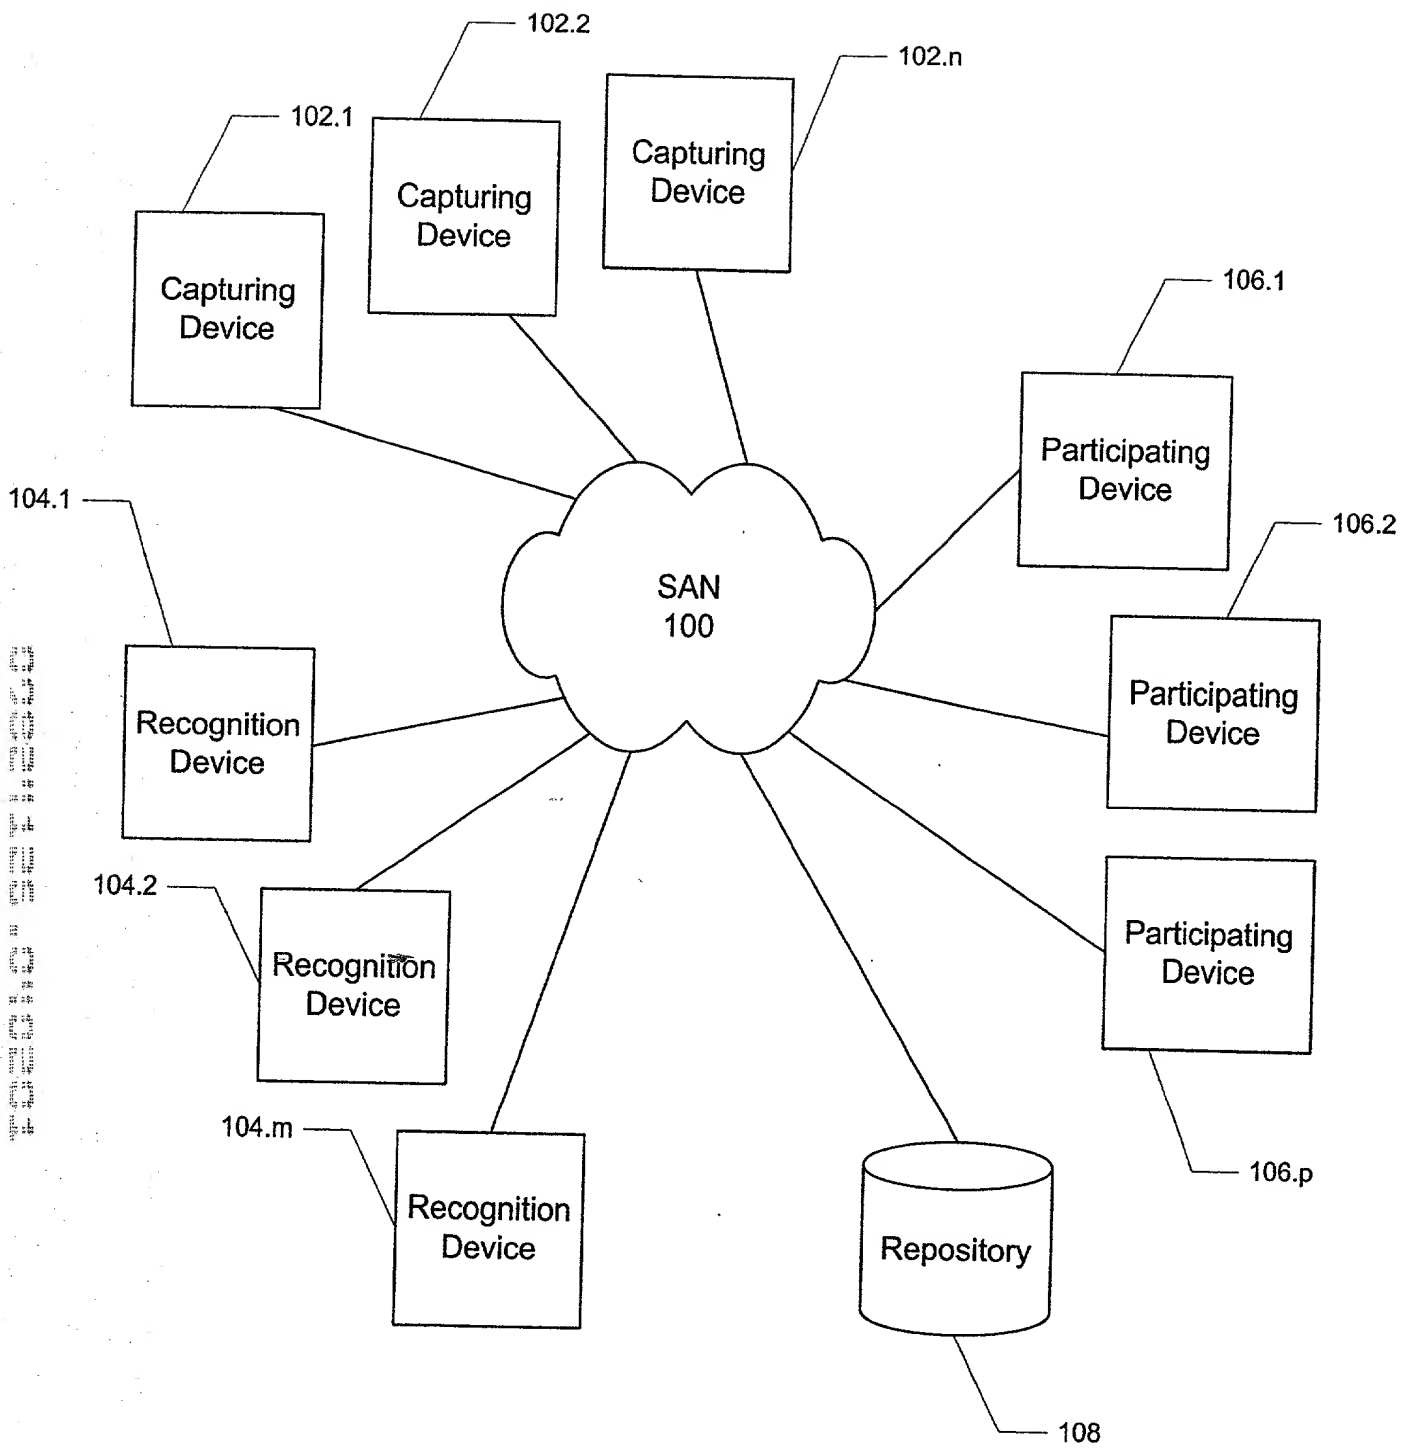 102.2
102.n
102.1
Capturing
Device
Capturing
Device
Capturing
Device
106.1
Participating
Device
104.1
106.2
SAN
100
Recognition
Device
Participating
Device
104.2
Recognition
Device
Participating
Device
104.m
106.p
Recognition
Device
Repository
108